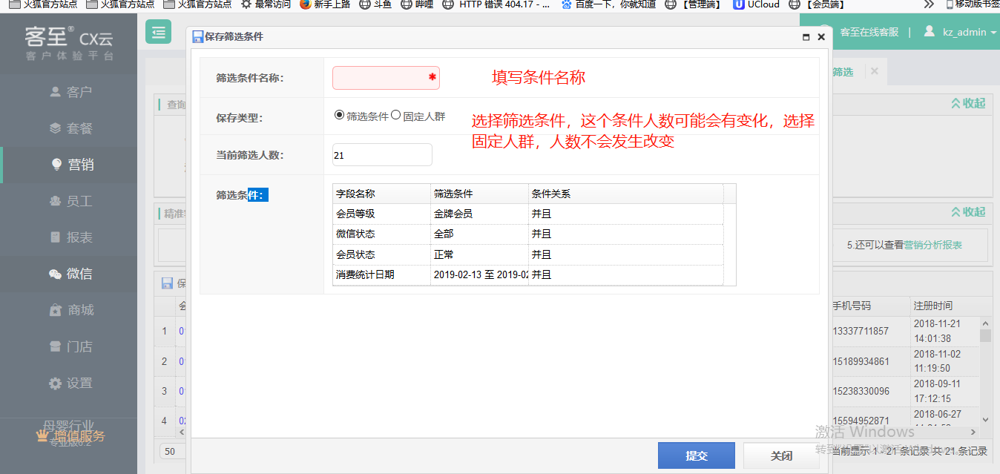 火狐官方站点 火狐官方站点 火狐官方站点 最常访问 新手上路 斗鱼 哔哩 HTTP 错误 404.17 - ... 百度一下，你就知道 【管理端】 UCloud 【会员端】 移动版书签
客至® CX云
客户体验平台
保存筛选条件
客至在线客服 | kz_admin
筛选
客户
套餐
营销
员工
报表
微信
商城
门店
设置
母婴行业
增值服务
查询
收起
精准
收起
5.还可以查看营销分析报表
保
筛选条件名称：
*
填写条件名称
保存类型：
筛选条件 固定人群
选择筛选条件，这个条件人数可能会有变化，选择
固定人群，人数不会发生改变
当前筛选人数：
21
筛选条件：
字段名称 筛选条件 条件关系
会员等级 金牌会员 并且
微信状态 全部 并且
会员状态 正常 并且
消费统计日期 2019-02-13 至 2019-02 并且
会 手机号码 注册时间
1 0 13337711857 2018-11-21
14:01:38
2 0 15189934861 2018-11-02
11:19:50
3 0 15238330096 2018-09-11
17:12:15
4 02 15594952871 2018-06-27
50
提交
关闭
激活 Windows
当前显示 1 - 21 条记录 共 21 条记录